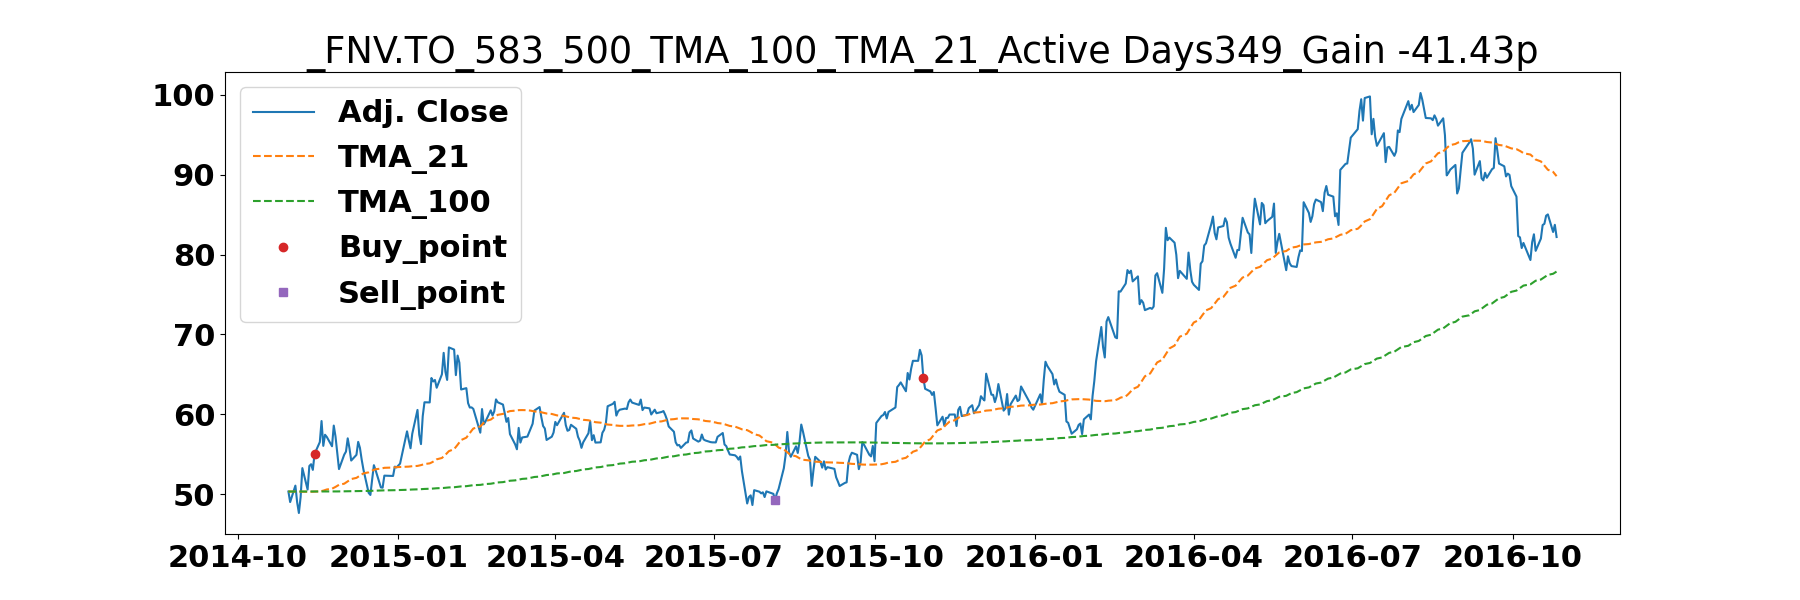 _FNV.TO_583_500_TMA_100_TMA_21_Active Days349_Gain -41.43p
Adj. Close
TMA_21
TMA_100
Buy_point
Sell_point
100
90
80
70
60
50
2014-10 2015-01 2015-04 2015-07 2015-10 2016-01 2016-04 2016-07 2016-10